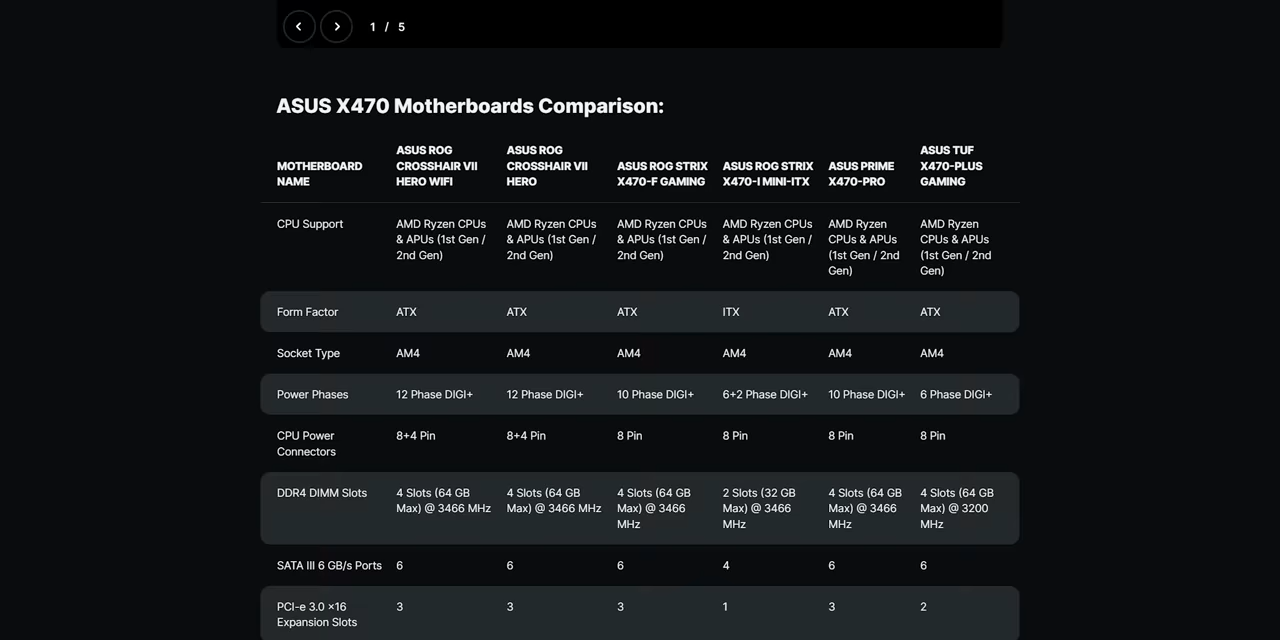 1 / 5
ASUS X470 Motherboards Comparison:
MOTHERBOARD NAME
ASUS ROG CROSSHAIR VII HERO WIFI
ASUS ROG CROSSHAIR VII HERO
ASUS ROG STRIX X470-F GAMING
ASUS ROG STRIX X470-I MINI-ITX
ASUS PRIME X470-PRO
ASUS TUF X470-PLUS GAMING
CPU Support
AMD Ryzen CPUs & APUs (1st Gen / 2nd Gen)
AMD Ryzen CPUs & APUs (1st Gen / 2nd Gen)
AMD Ryzen CPUs & APUs (1st Gen / 2nd Gen)
AMD Ryzen CPUs & APUs (1st Gen / 2nd Gen)
AMD Ryzen CPUs & APUs (1st Gen / 2nd Gen)
AMD Ryzen CPUs & APUs (1st Gen / 2nd Gen)
Form Factor ATX ATX ATX ITX ATX ATX
Socket Type AM4 AM4 AM4 AM4 AM4 AM4
Power Phases 12 Phase DIGI+ 12 Phase DIGI+ 10 Phase DIGI+ 6+2 Phase DIGI+ 10 Phase DIGI+ 6 Phase DIGI+
CPU Power Connectors 8+4 Pin 8+4 Pin 8 Pin 8 Pin 8 Pin 8 Pin
DDR4 DIMM Slots
4 Slots (64 GB Max) @ 3466 MHz
4 Slots (64 GB Max) @ 3466 MHz
4 Slots (64 GB Max) @ 3466 MHz
2 Slots (32 GB Max) @ 3466 MHz
4 Slots (64 GB Max) @ 3466 MHz
4 Slots (64 GB Max) @ 3200 MHz
SATA III 6 GB/s Ports 6 6 6 4 6 6
PCI-e 3.0 ×16 Expansion Slots 3 3 3 1 3 2